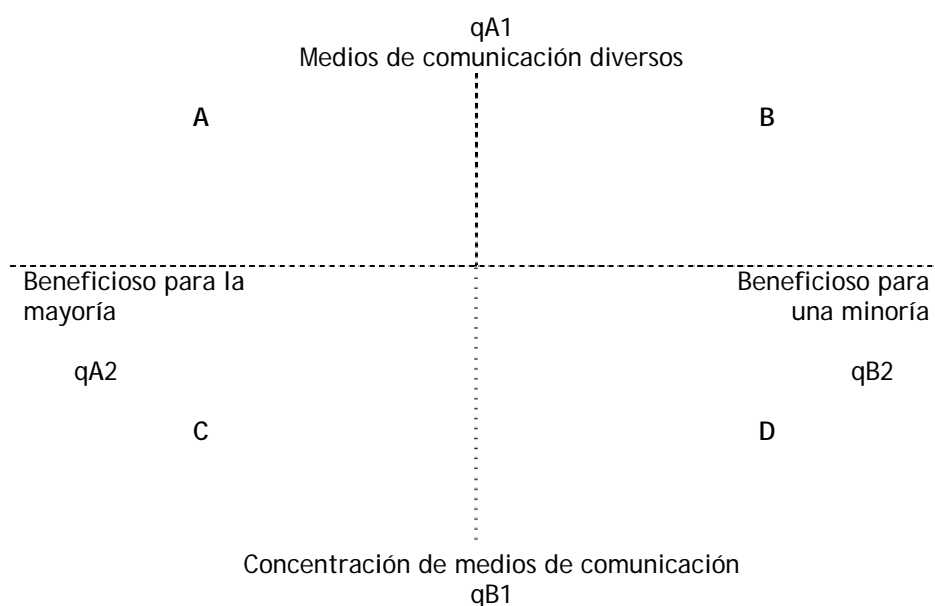 qA1
Medios de comunicación diversos
A
B
Beneficioso para la
mayoría
Beneficioso para
una minoría
qA2
qB2
C
D
Concentración de medios de comunicación
qB1